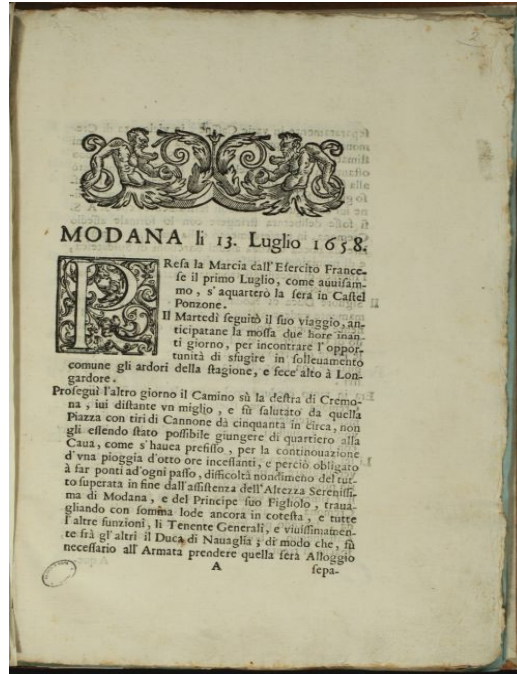 MODANA li 13. Luglio 1658.
PResa la Marcia dall'Esercito France-
se il primo Luglio, come auuisam-
mo, s'aquarterò la sera in Castel
Ponzone.
Il Martedì seguitò il suo viaggio, an-
ticipatane la mossa due hore inan-
ti giorno, per incontrare l'oppor-
tunità di sfugire in solleuamento
comune gli ardori della stagione, e fece alto à Lon-
gardore.
Proseguì l'altro giorno il Camino sù la destra di Cremo-
na, iui distante vn miglio, e fù salutato da quella
Piazza con tiri di Cannone da cinquanta in circa, non
gli essendo stato possibile giungere di quartiero alla
Caua, come s'hauea prefisso, per la continouazione
d'vna pioggia d'otto ore incessanti, e perciò obligato
à far ponti ad'ogni passo, difficoltà nondimeno del tut-
to superata in fine dall'assistenza dell'Altezza Serenissi-
ma di Modana, e del Principe suo Figliolo, traua-
gliando con somma lode ancora in cotesta, e tutte
l'altre funzioni, li Tenente Generali, e viuissimamen-
te frà gl'altri il Duca di Nauaglia; di modo che, fù
necessario all'Armata prendere quella sera Alloggio
A sepa-